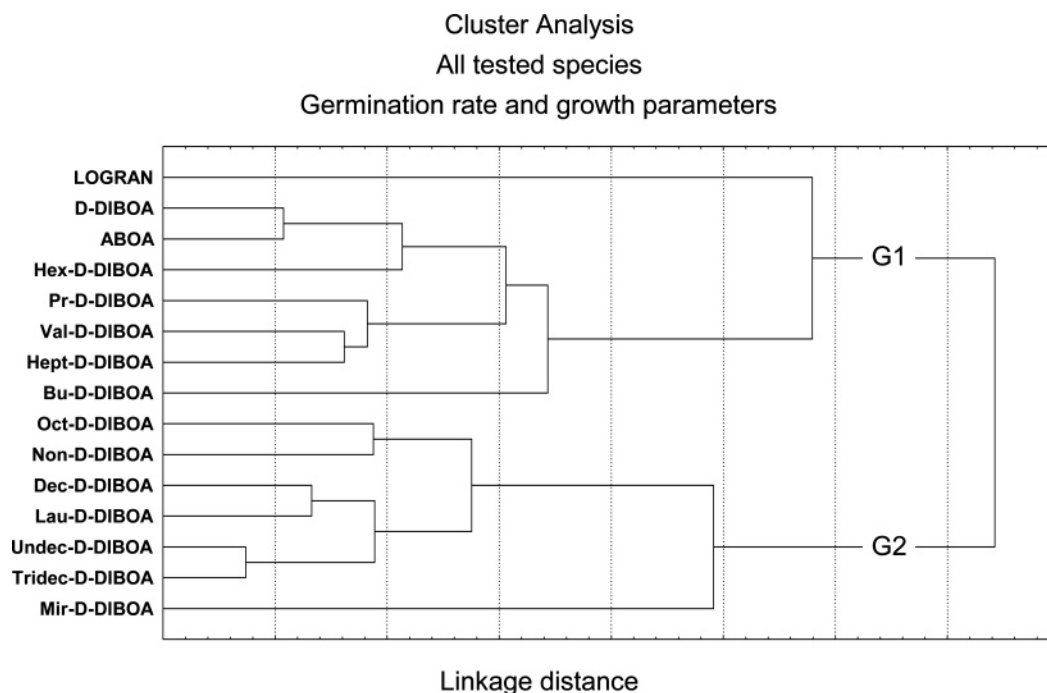 Cluster Analysis
All tested species
Germination rate and growth parameters
LOGRAN
D-DIBOA
ABOA
Hex-D-DIBOA
Pr-D-DIBOA
Val-D-DIBOA
Hept-D-DIBOA
Bu-D-DIBOA
Oct-D-DIBOA
Non-D-DIBOA
Dec-D-DIBOA
Lau-D-DIBOA
Undec-D-DIBOA
Tridec-D-DIBOA
Mir-D-DIBOA
G1
G2
Linkage distance